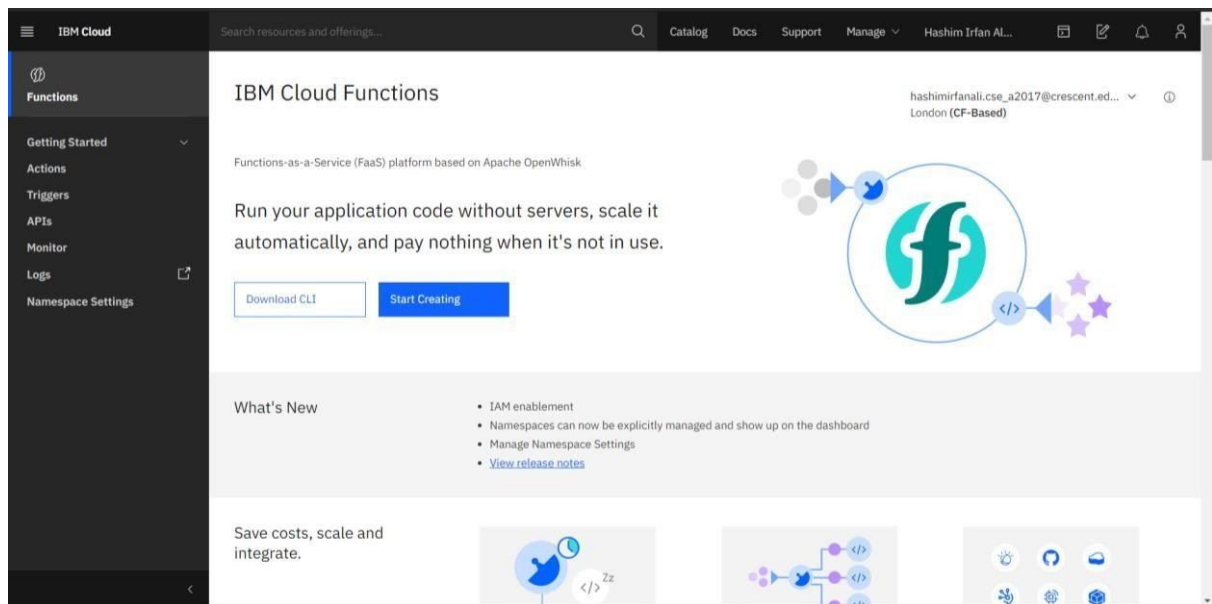 IBM Cloud
Search resources and offerings...
Catalog
Docs
Support
Manage
Hashim Irfan Al...
Functions
Getting Started
Actions
Triggers
APIs
Monitor
Logs
Namespace Settings
IBM Cloud Functions
hashimirfanali.cse_a2017@crescent.ed...
London (CF-Based)
Functions-as-a-Service (FaaS) platform based on Apache OpenWhisk
Run your application code without servers, scale it
automatically, and pay nothing when it's not in use.
Download CLI
Start Creating
</>
What's New
• IAM enablement
• Namespaces can now be explicitly managed and show up on the dashboard
• Manage Namespace Settings
• View release notes
Save costs, scale and
integrate.
</>
Zz
</>
</>
</>